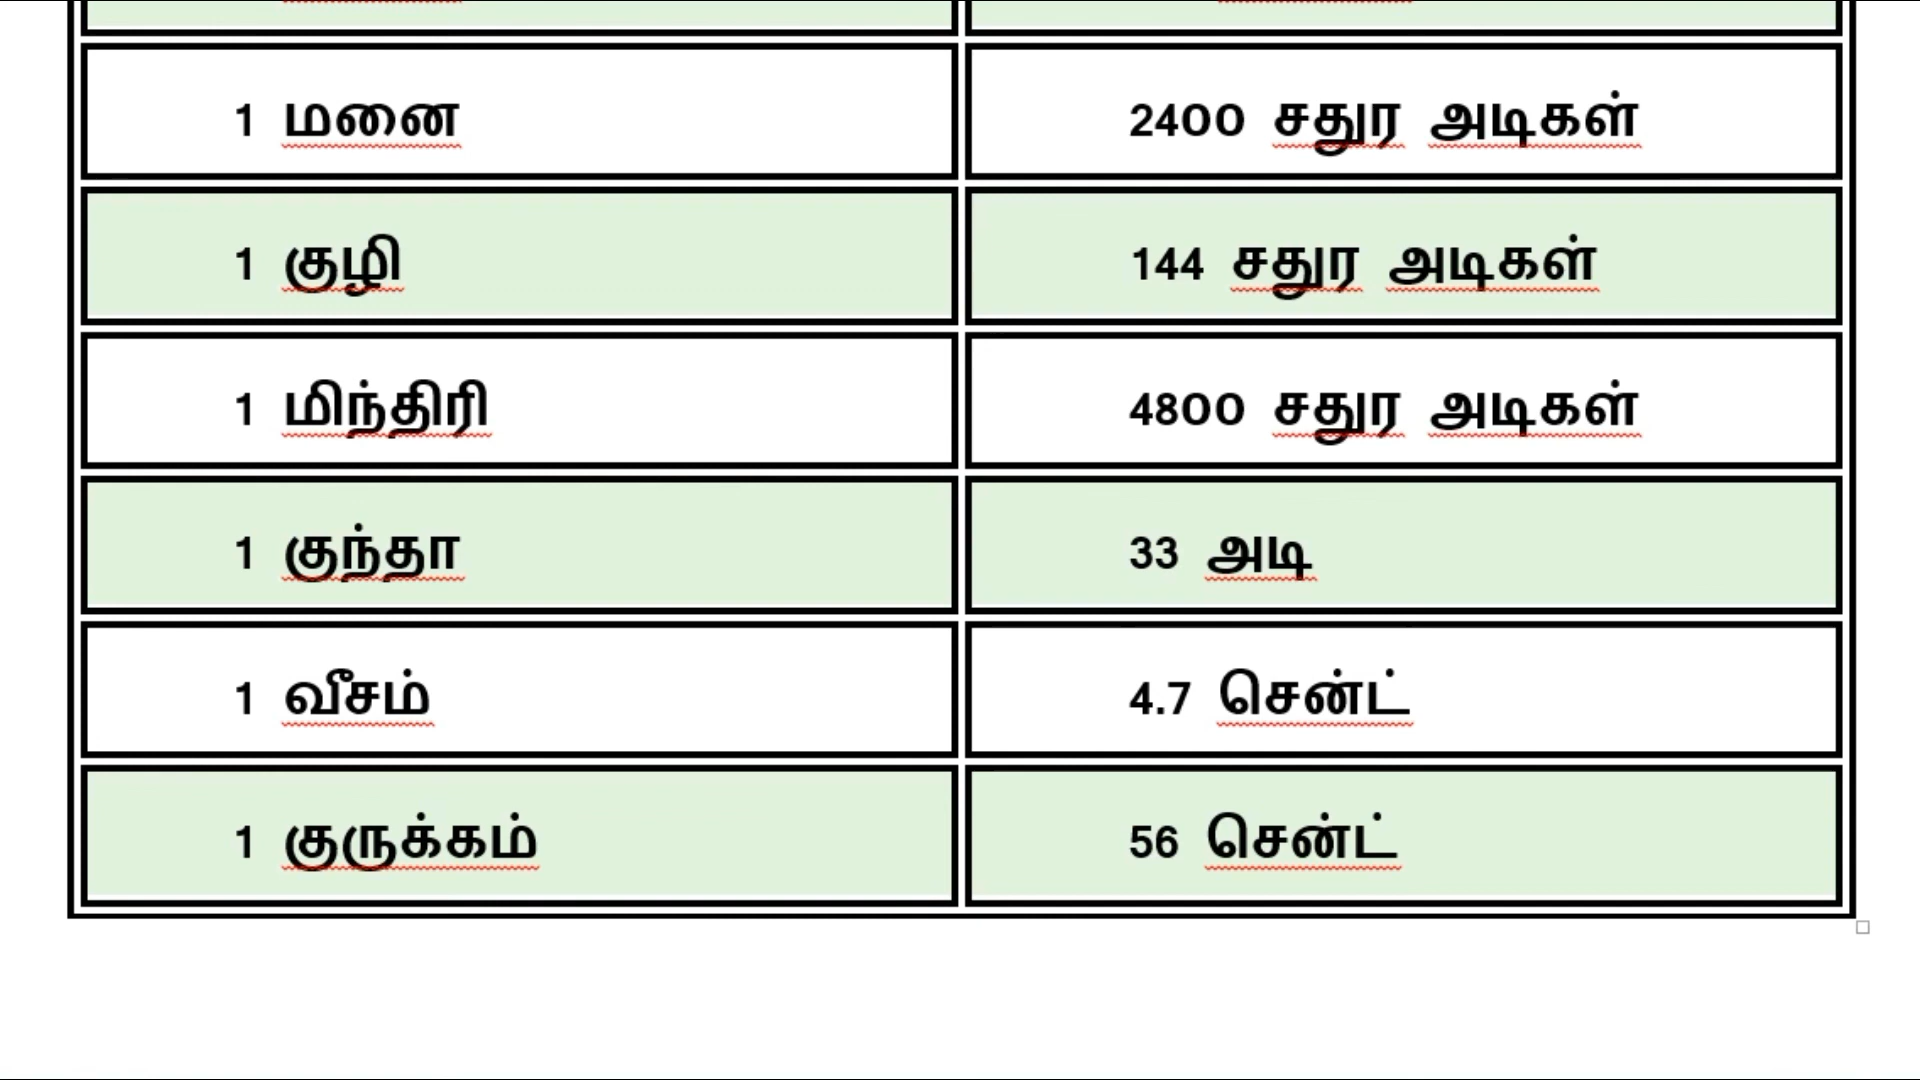 1 மனை 2400 சதுர அடிகள்
1 குழி 144 சதுர அடிகள்
1 மிந்திரி 4800 சதுர அடிகள்
1 குந்தா 33 அடி
1 வீசம் 4.7 சென்ட்
1 குருக்கம் 56 சென்ட்